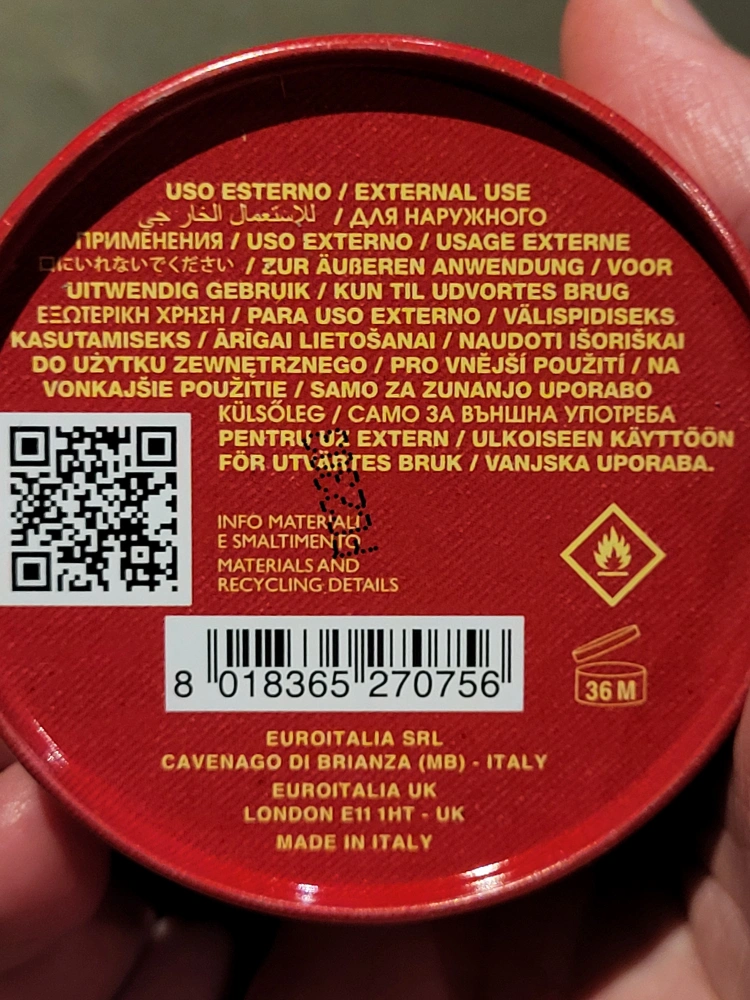 USO ESTERNO / EXTERNAL USE
للإستعمال الخار جي / ДЛЯ НАРУЖНОГО
ПРИМЕНЕНИЯ / USO EXTERNO / USAGE EXTERNE
口にいれないでください / ZUR ÄUßEREN ANWENDUNG / VOOR
UITWENDIG GEBRUIK / KUN TIL UDVORTES BRUG
ΕΞΩΤΕΡΙΚΗ ΧΡΗΣΗ / PARA USO EXTERNO / VÄLISPIDISEKS
KASUTAMISEKS / ĀRĪGAI LIETOŠANAI / NAUDOTI IŠORIŠKAI
DO UŻYTKU ZEWNĘTRZNEGO / PRO VNĚJŠÍ POUŽITÍ / NA
VONKAJŠIE POUŽITIE / SAMO ZA ZUNANJO UPORABO
KÜLSŐLEG / САМО ЗА ВЪНШНА УПОТРЕБА
PENTRU UZ EXTERN / ULKOISEEN KÄYTTÖÖN
FÖR UTVÄRTES BRUK / VANJSKA UPORABA.
INFO MATERIALI
E SMALTIMENTO
MATERIALS AND
RECYCLING DETAILS
8 018365 270756
36 M
EUROITALIA SRL
CAVENAGO DI BRIANZA (MB) - ITALY
EUROITALIA UK
LONDON E11 1HT - UK
MADE IN ITALY